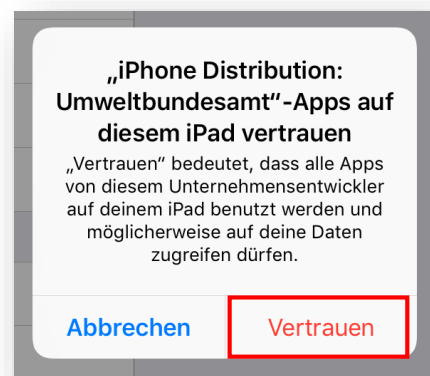 „iPhone Distribution:
Umweltbundesamt“-Apps auf
diesem iPad vertrauen
„Vertrauen“ bedeutet, dass alle Apps
von diesem Unternehmensentwickler
auf deinem iPad benutzt werden und
möglicherweise auf deine Daten
zugreifen dürfen.
Abbrechen Vertrauen